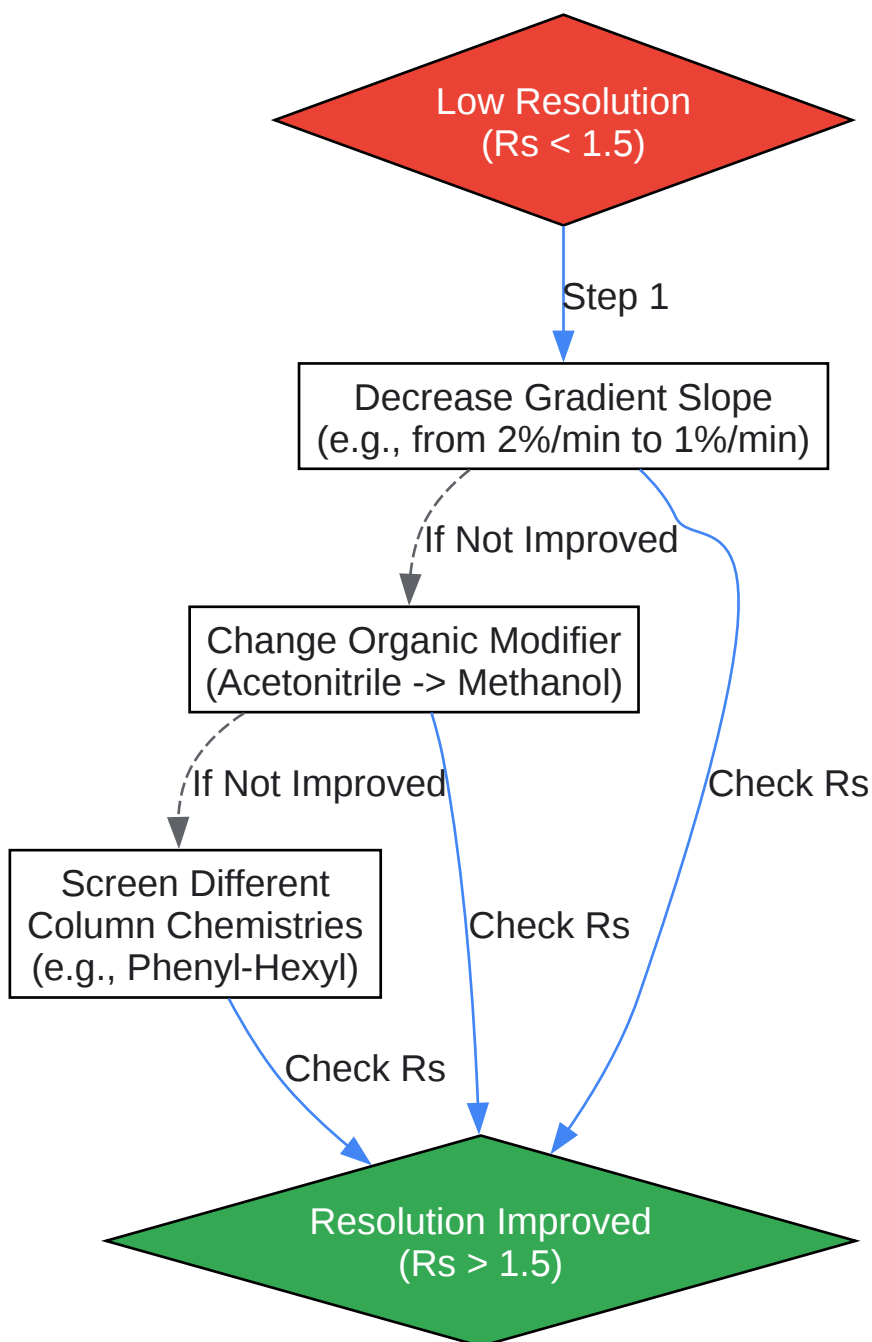 Low Resolution
(Rs < 1.5)
Step 1
Decrease Gradient Slope
(e.g., from 2%/min to 1%/min)
If Not Improved
Change Organic Modifier
(Acetonitrile -> Methanol)
If Not Improved
Check Rs
Screen Different
Column Chemistries
(e.g., Phenyl-Hexyl)
Check Rs
Check Rs
Resolution Improved
(Rs > 1.5)